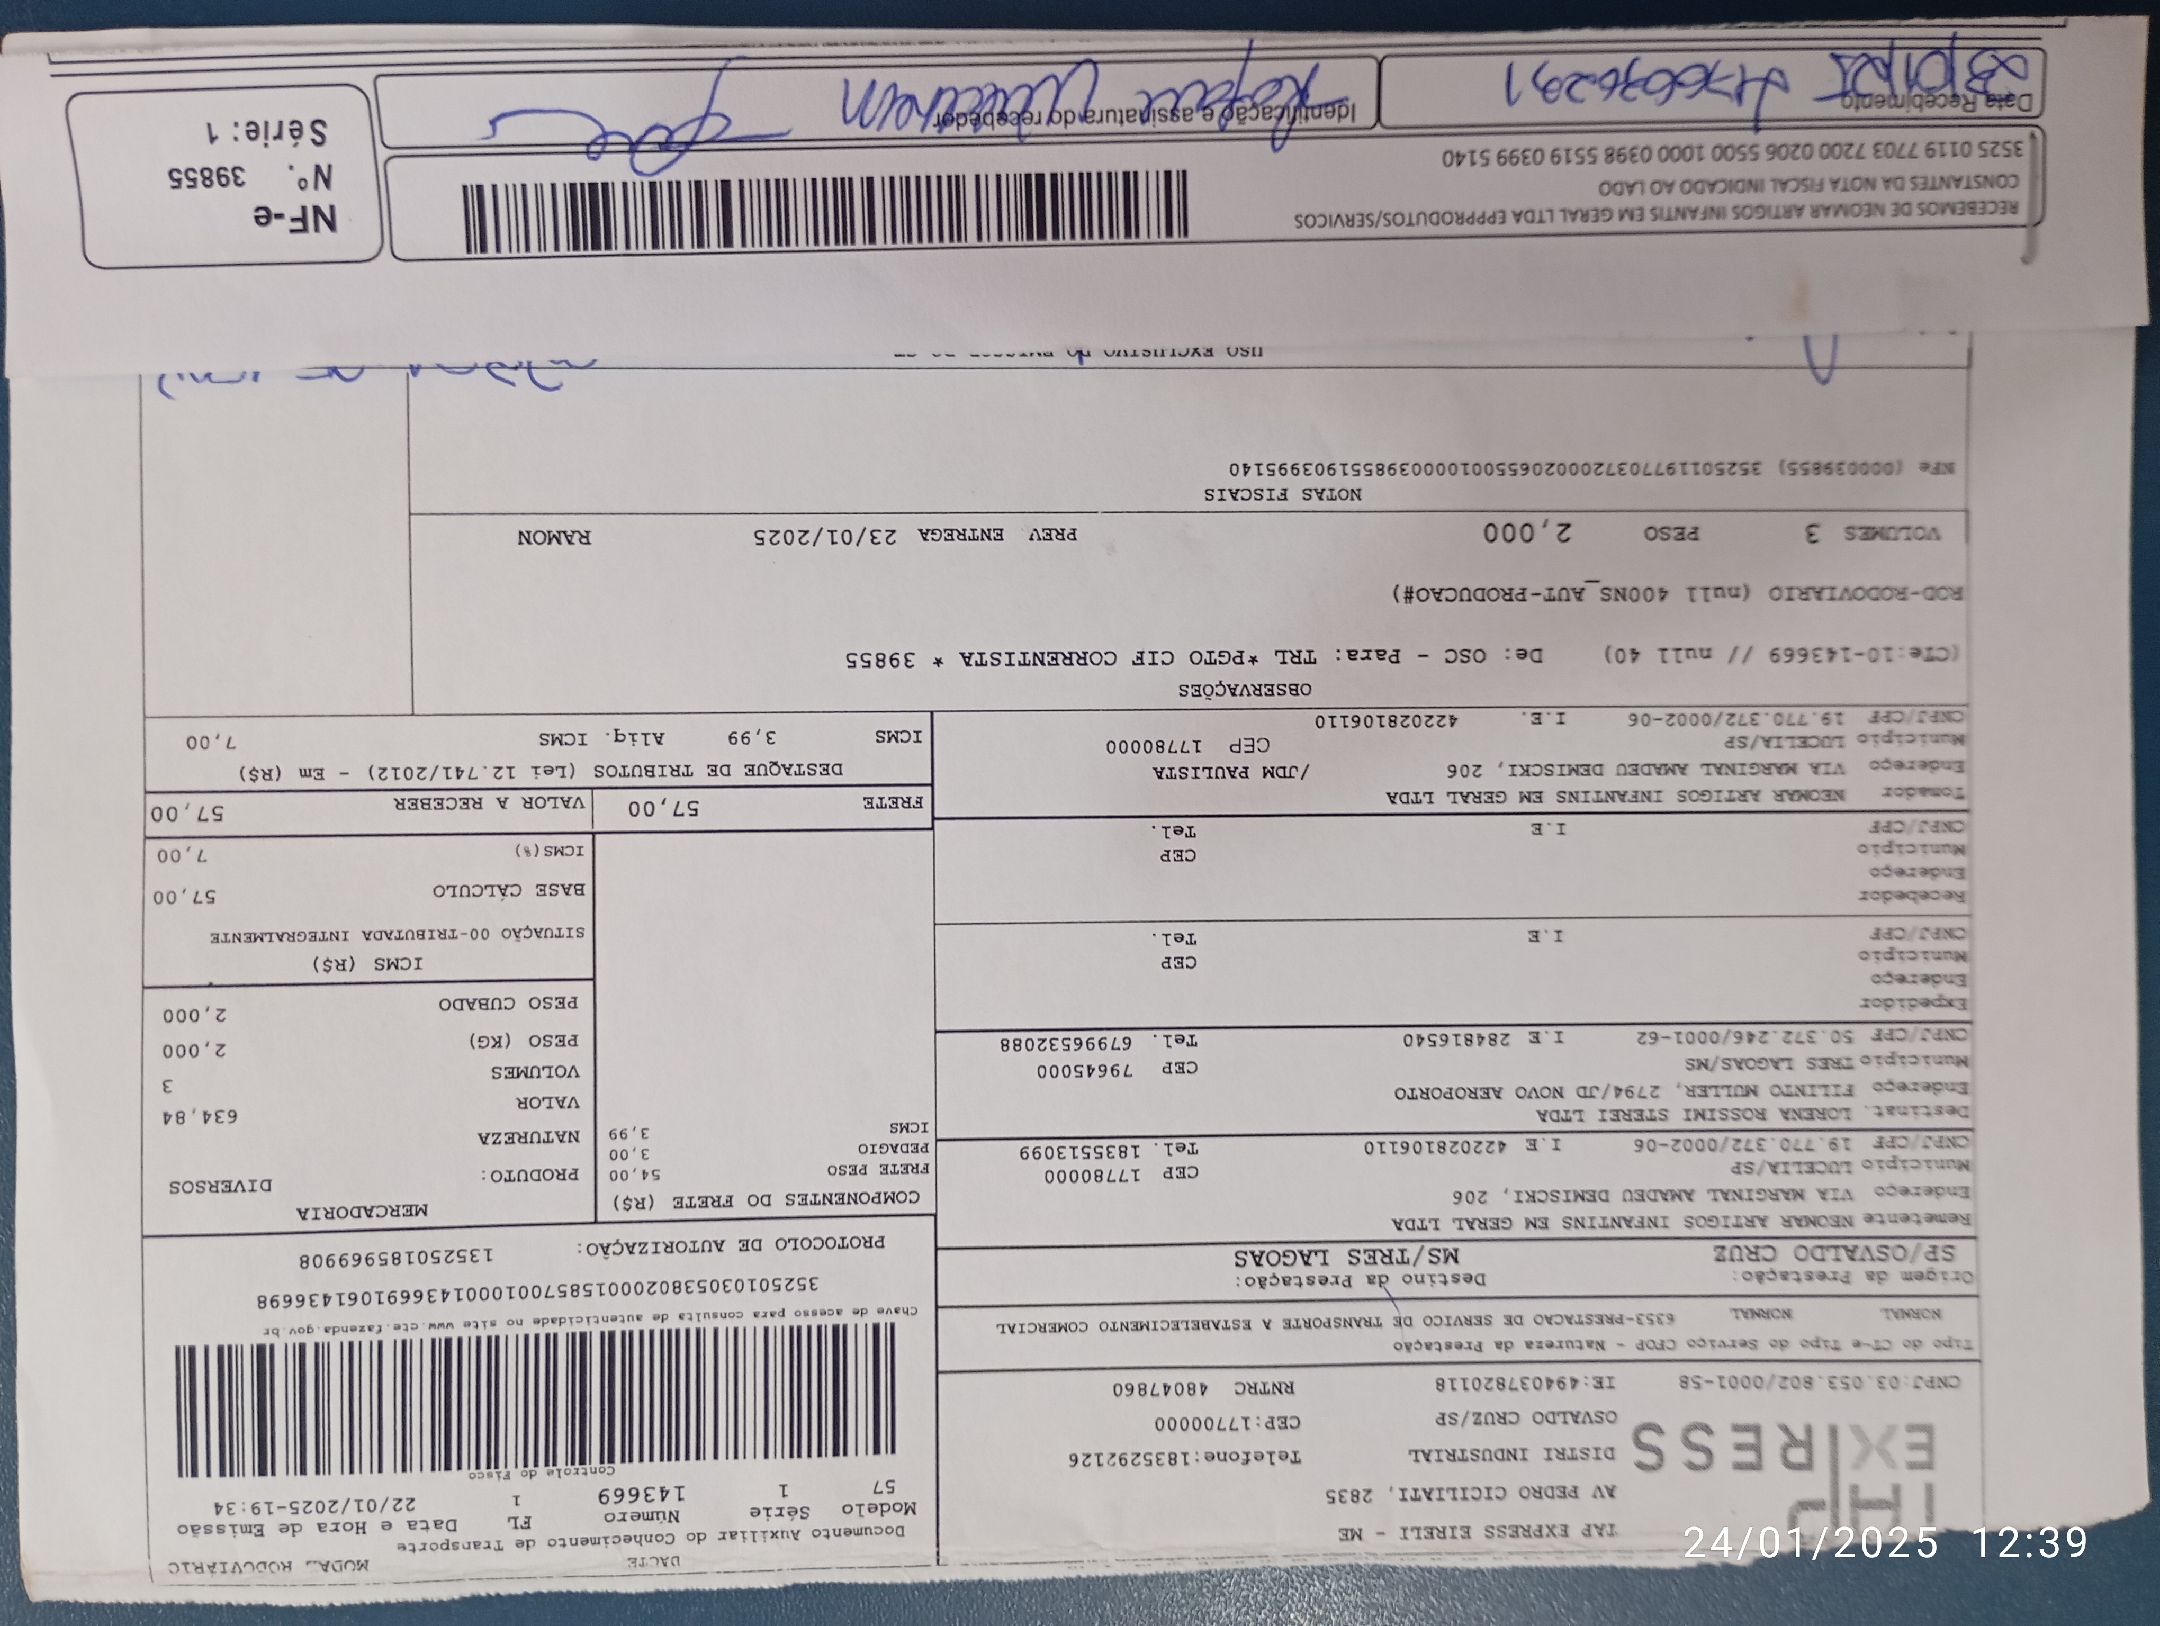 DACTE
MODAL RODOVIÁRIO
Documento Auxiliar do Conhecimento de Transporte
Modelo Série Número FL Data e Hora de Emissão
57 1 143669 1 22/01/2025-19:34
Controle do Fisco
Chave de acesso para consulta de autenticidade no site www.cte.fazenda.gov.br
PROTOCOLO DE AUTORIZAÇÃO: 135250185969908
TAP EXPRESS EIRELI - ME
AV PEDRO CICILIATI, 2835
DISTRI INDUSTRIAL Telefone:1835292126
OSVALDO CRUZ/SP CEP:17700000
CNPJ:03.053.802/0001-58 IE:494037820118 RNTRC 48047860
EXPRESS
Tipo do CT-e Tipo do Serviço CFOP - Natureza da Prestação
NORMAL NORMAL 6353-PRESTACAO DE SERVICO DE TRANSPORTE A ESTABELECIMENTO COMERCIAL
Origem da Prestação: Destino da Prestação:
SP/OSVALDO CRUZ MS/TRES LAGOAS
Remetente NEOMAR ARTIGOS INFANTINS EM GERAL LTDA
Endereço VIA MARGINAL AMADEU DEMISCKI, 206
Município LUCELIA/SP CEP 17780000
CNPJ/CPF 19.770.372/0002-06 I.E 422028106110 Tel. 1835513099
Destinat. LORENA ROSSIMI STEREI LTDA
Endereço FILINTO MULLER, 2794/JD NOVO AEROPORTO
Município TRES LAGOAS/MS CEP 79645000
CNPJ/CPF 50.372.246/0001-62 I.E 284816540 Tel. 67996532088
Expedidor
Endereço
Município CEP
CNPJ/CPF I.E Tel.
Recebedor
Endereço
Município CEP
CNPJ/CPF I.E Tel.
Tomador NEOMAR ARTIGOS INFANTINS EM GERAL LTDA
Endereço VIA MARGINAL AMADEU DEMISCKI, 206 /JDM PAULISTA
Município LUCELIA/SP CEP 17780000
CNPJ/CPF 19.770.372/0002-06 I.E. 422028106110
COMPONENTES DO FRETE (R$)
FRETE PESO 54,00
PEDAGIO 3,00
ICMS 3,99
MERCADORIA
PRODUTO: DIVERSOS
NATUREZA
VALOR 634,84
VOLUMES 3
PESO (KG) 2,000
PESO CUBADO 2,000
ICMS (R$)
SITUAÇÃO 00-TRIBUTADA INTEGRALMENTE
BASE CÁLCULO 57,00
ICMS(%) 7,00
FRETE 57,00 VALOR A RECEBER 57,00
DESTAQUE DE TRIBUTOS (Lei 12.741/2012) - Em (R$)
ICMS 3,99 Aliq. ICMS 7,00
OBSERVAÇÕES
(CTe:10-143669 // null 40) De: OSC - Para: TRL *PGTO CIF CORRENTISTA * 39855
ROD-RODOVIARIO (null 400NS_AUT-PRODUCAO#)
VOLUMES 3 PESO 2,000 PREV ENTREGA 23/01/2025 RAMON
NOTAS FISCAIS
NFe (000039855) 35250119770372000206550010000398551903995140
USO EXCLUSIVO DO
RECEBEMOS DE NEOMAR ARTIGOS INFANTIS EM GERAL LTDA EPPPRODUTOS/SERVICOS
CONSTANTES DA NOTA FISCAL INDICADO AO LADO
3525 0119 7703 7200 0206 5500 1000 0398 5519 0399 5140
NF-e
Nº. 39855
Série: 1
Data Recebimento
Identificação e assinatura do recebedor
24/01/2025 12:39